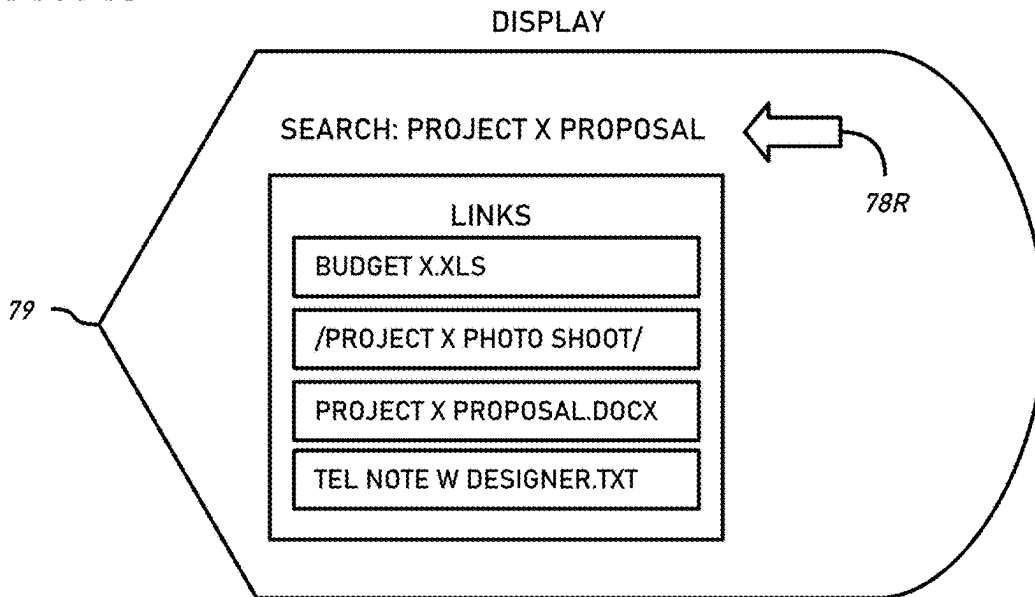 DISPLAY
SEARCH: PROJECT X PROPOSAL
78R
LINKS
BUDGET X.XLS
79
/PROJECT X PHOTO SHOOT/
PROJECT X PROPOSAL.DOCX
TEL NOTE W DESIGNER.TXT